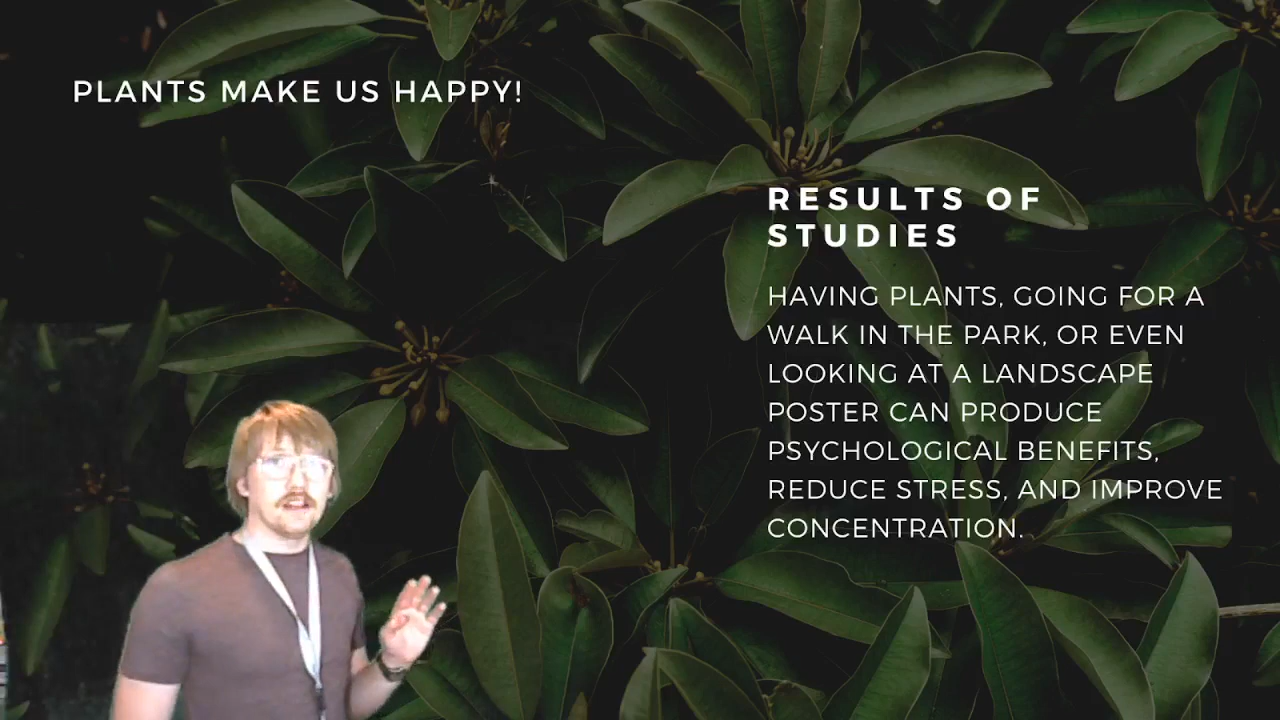 PLANTS MAKE US HAPPY!
RESULTS OF
STUDIES
HAVING PLANTS, GOING FOR A
WALK IN THE PARK, OR EVEN
LOOKING AT A LANDSCAPE
POSTER CAN PRODUCE
PSYCHOLOGICAL BENEFITS,
REDUCE STRESS, AND IMPROVE
CONCENTRATION.